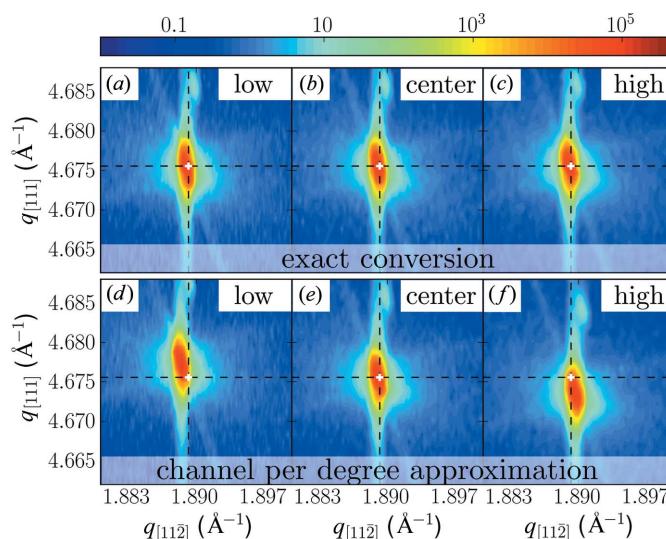 0.1 10 10³ 10⁵
(a) low (b) center (c) high
4.685
4.680
4.675
4.670
4.665
q[111] (Å⁻¹)
exact conversion
(d) low (e) center (f) high
4.685
4.680
4.675
4.670
4.665
q[111] (Å⁻¹)
channel per degree approximation
1.883 1.890 1.897 1.883 1.890 1.897 1.883 1.890 1.897
q[112̄] (Å⁻¹) q[112̄] (Å⁻¹) q[112̄] (Å⁻¹)